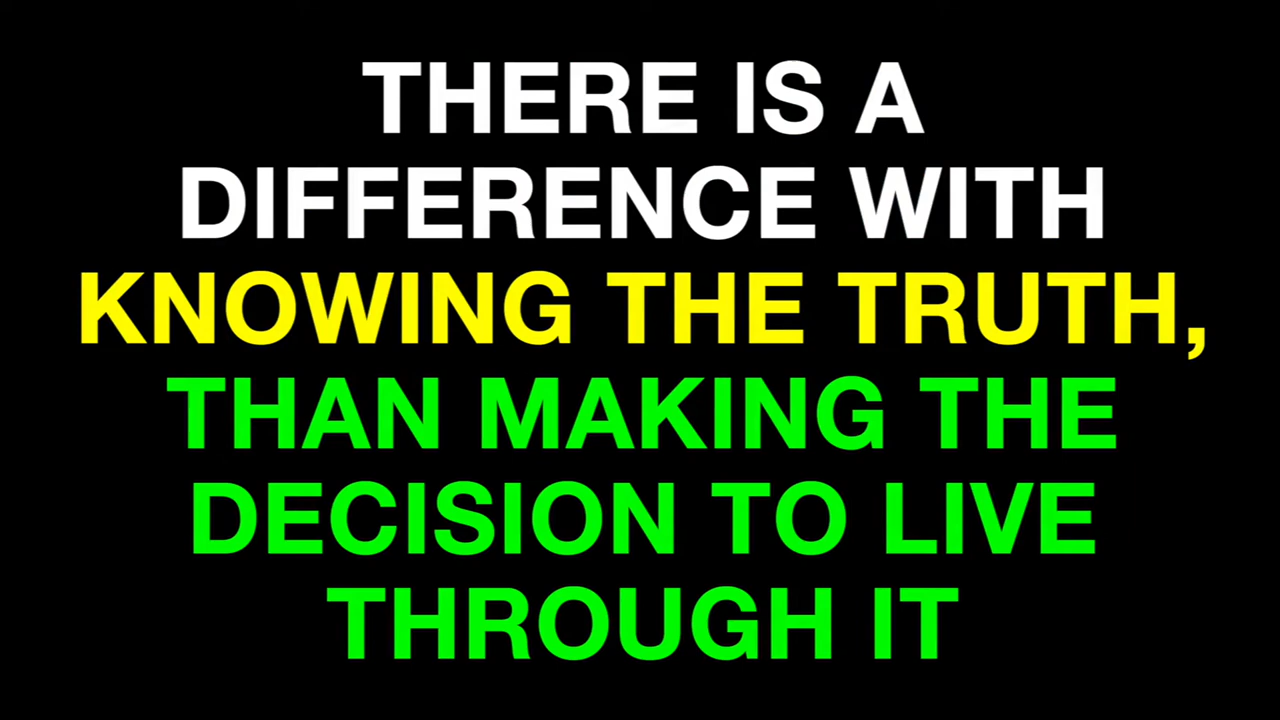 THERE IS A
DIFFERENCE WITH
KNOWING THE TRUTH,
THAN MAKING THE
DECISION TO LIVE
THROUGH IT